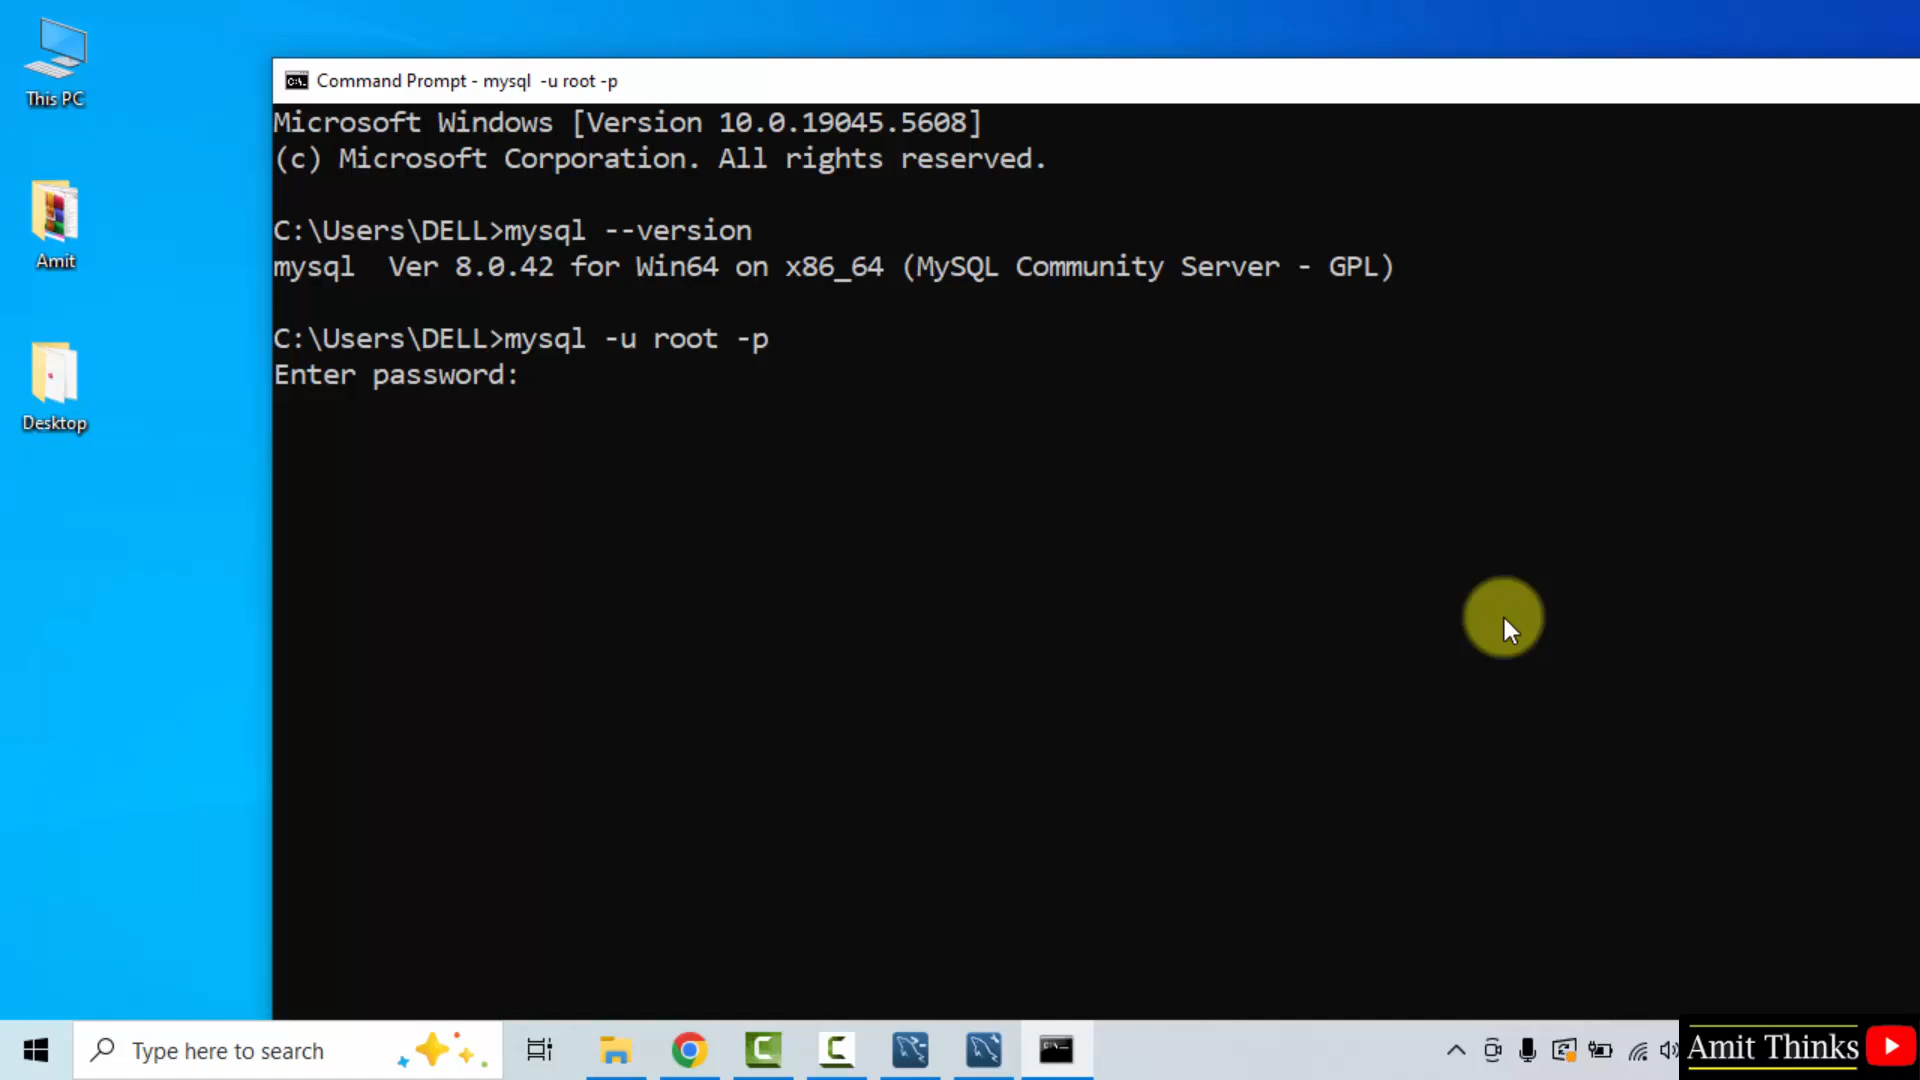 This PC
Amit
Desktop
Command Prompt - mysql  -u root -p
Microsoft Windows [Version 10.0.19045.5608]
(c) Microsoft Corporation. All rights reserved.
C:\Users\DELL>mysql --version
mysql  Ver 8.0.42 for Win64 on x86_64 (MySQL Community Server - GPL)
C:\Users\DELL>mysql -u root -p
Enter password:
Type here to search
Amit Thinks